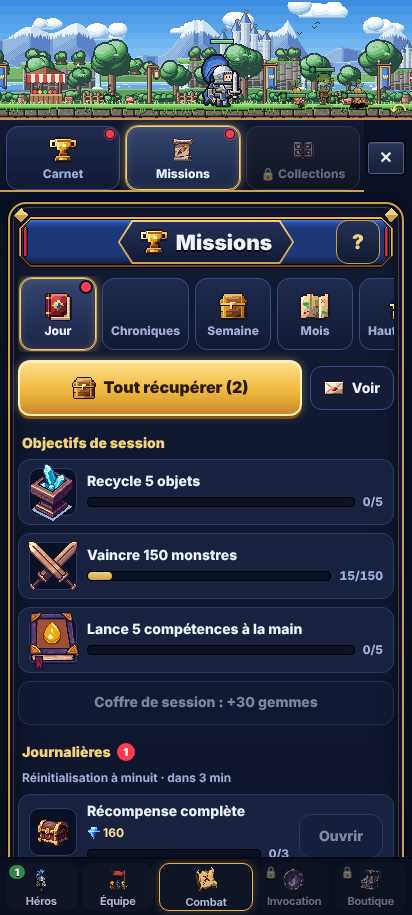 Carnet
Missions
Collections
×
Missions
?
Jour
Chroniques
Semaine
Mois
Haut
Tout récupérer (2)
Voir
Objectifs de session
Recycle 5 objets
0/5
Vaincre 150 monstres
15/150
Lance 5 compétences à la main
0/5
Coffre de session : +30 gemmes
Journalières 1
Réinitialisation à minuit · dans 3 min
Récompense complète
160
Ouvrir
0/3
1
Héros
Équipe
Combat
Invocation
Boutique